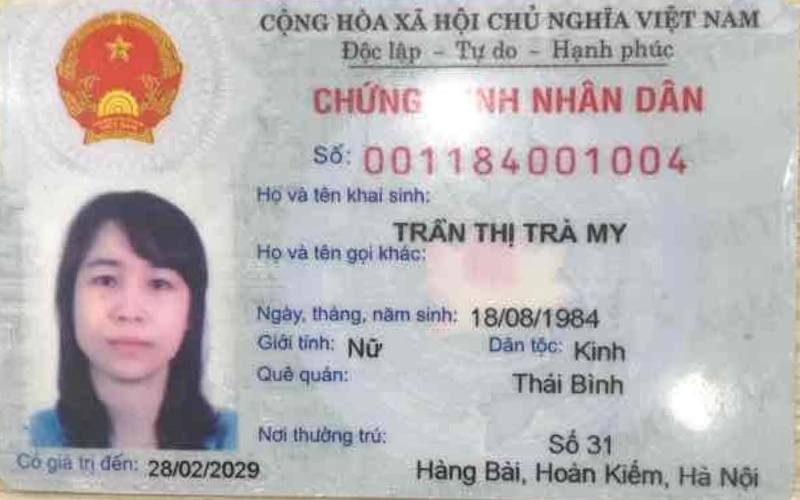 CỘNG HÒA XÃ HỘI CHỦ NGHĨA VIỆT NAM
Độc lập - Tự do - Hạnh phúc
CHỨNG NHÂN DÂN
Số: 001184001004
Họ và tên khai sinh:
TRẦN THỊ TRÀ MY
Họ và tên gọi khác:
Ngày, tháng, năm sinh: 18/08/1984
Giới tính: Nữ Dân tộc: Kinh
Quê quán:
Thái Bình
Nơi thường trú:
Số 31
Hàng Bài, Hoàn Kiếm, Hà Nội
Có giá trị đến: 28/02/2029